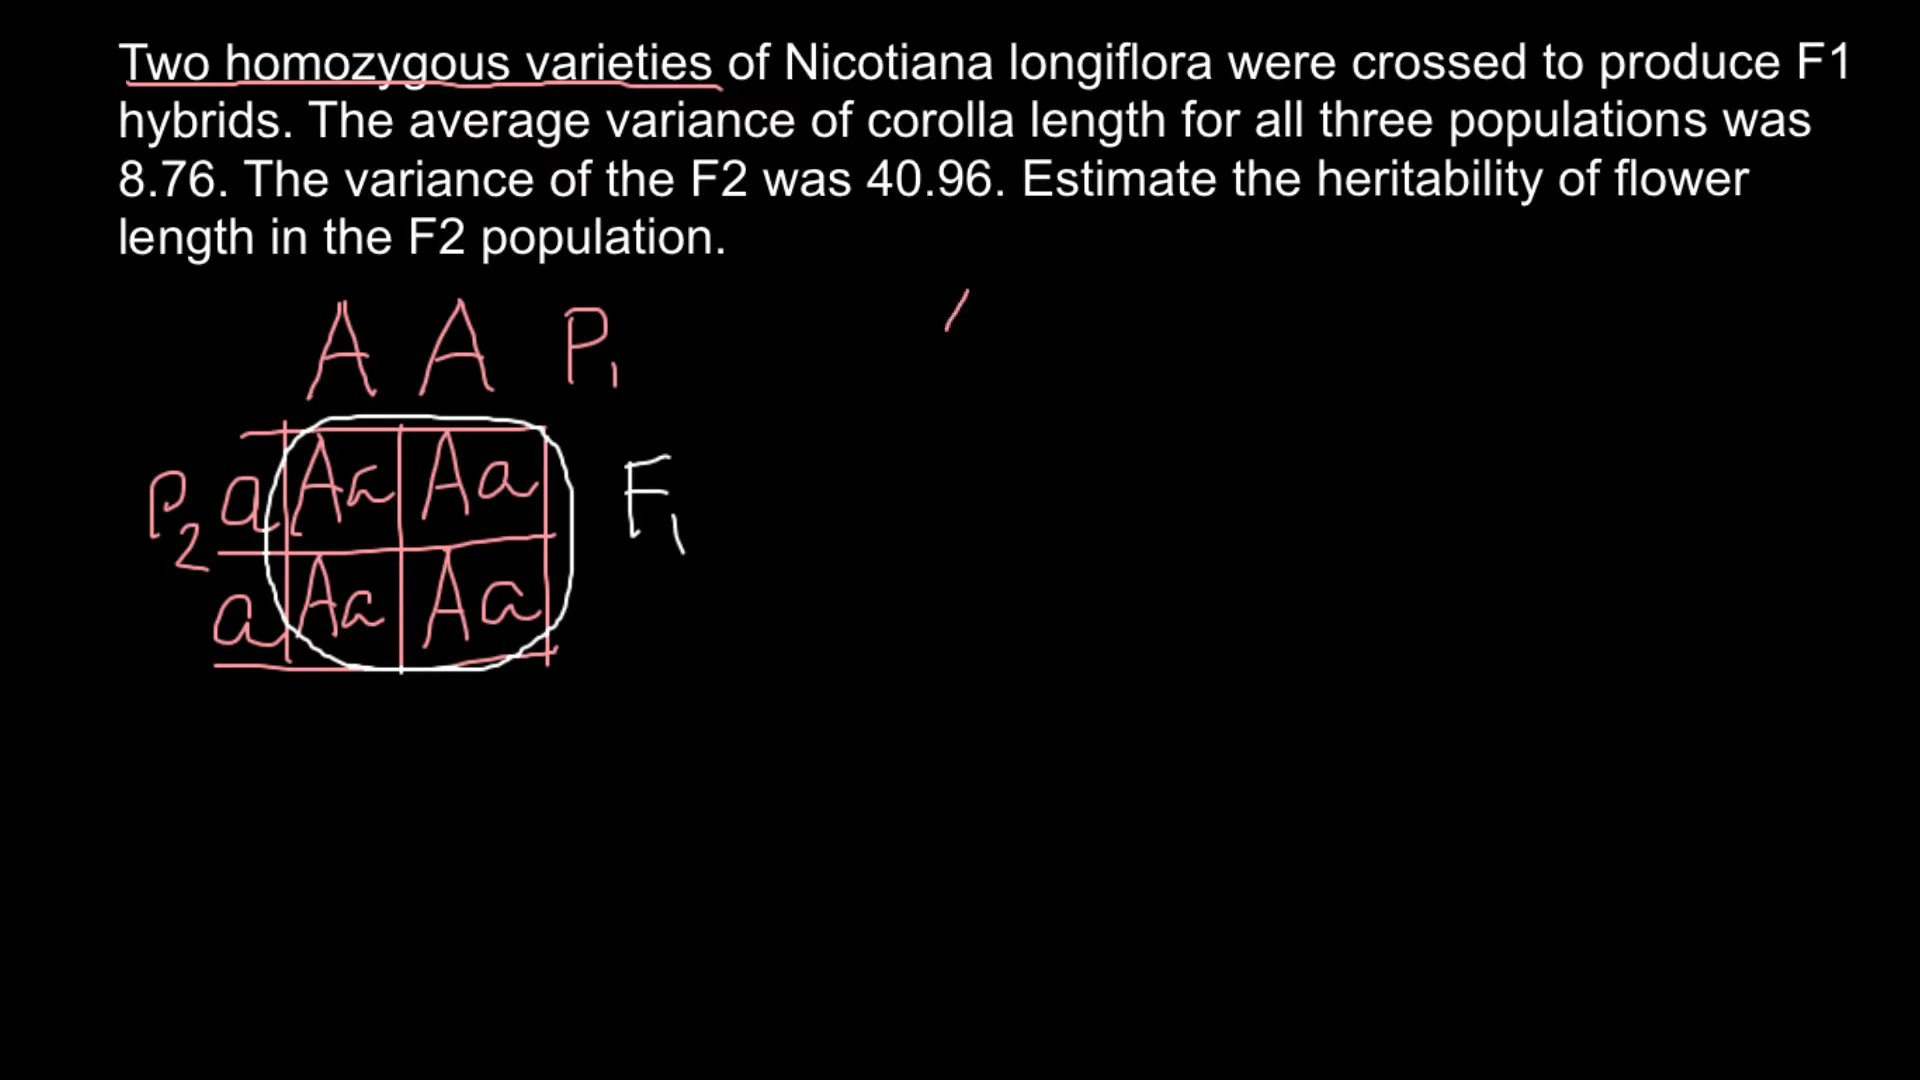 Two homozygous varieties of Nicotiana longiflora were crossed to produce F1
hybrids. The average variance of corolla length for all three populations was
8.76. The variance of the F2 was 40.96. Estimate the heritability of flower
length in the F2 population.
A A P1
P2 a Aa Aa F1
a Aa Aa